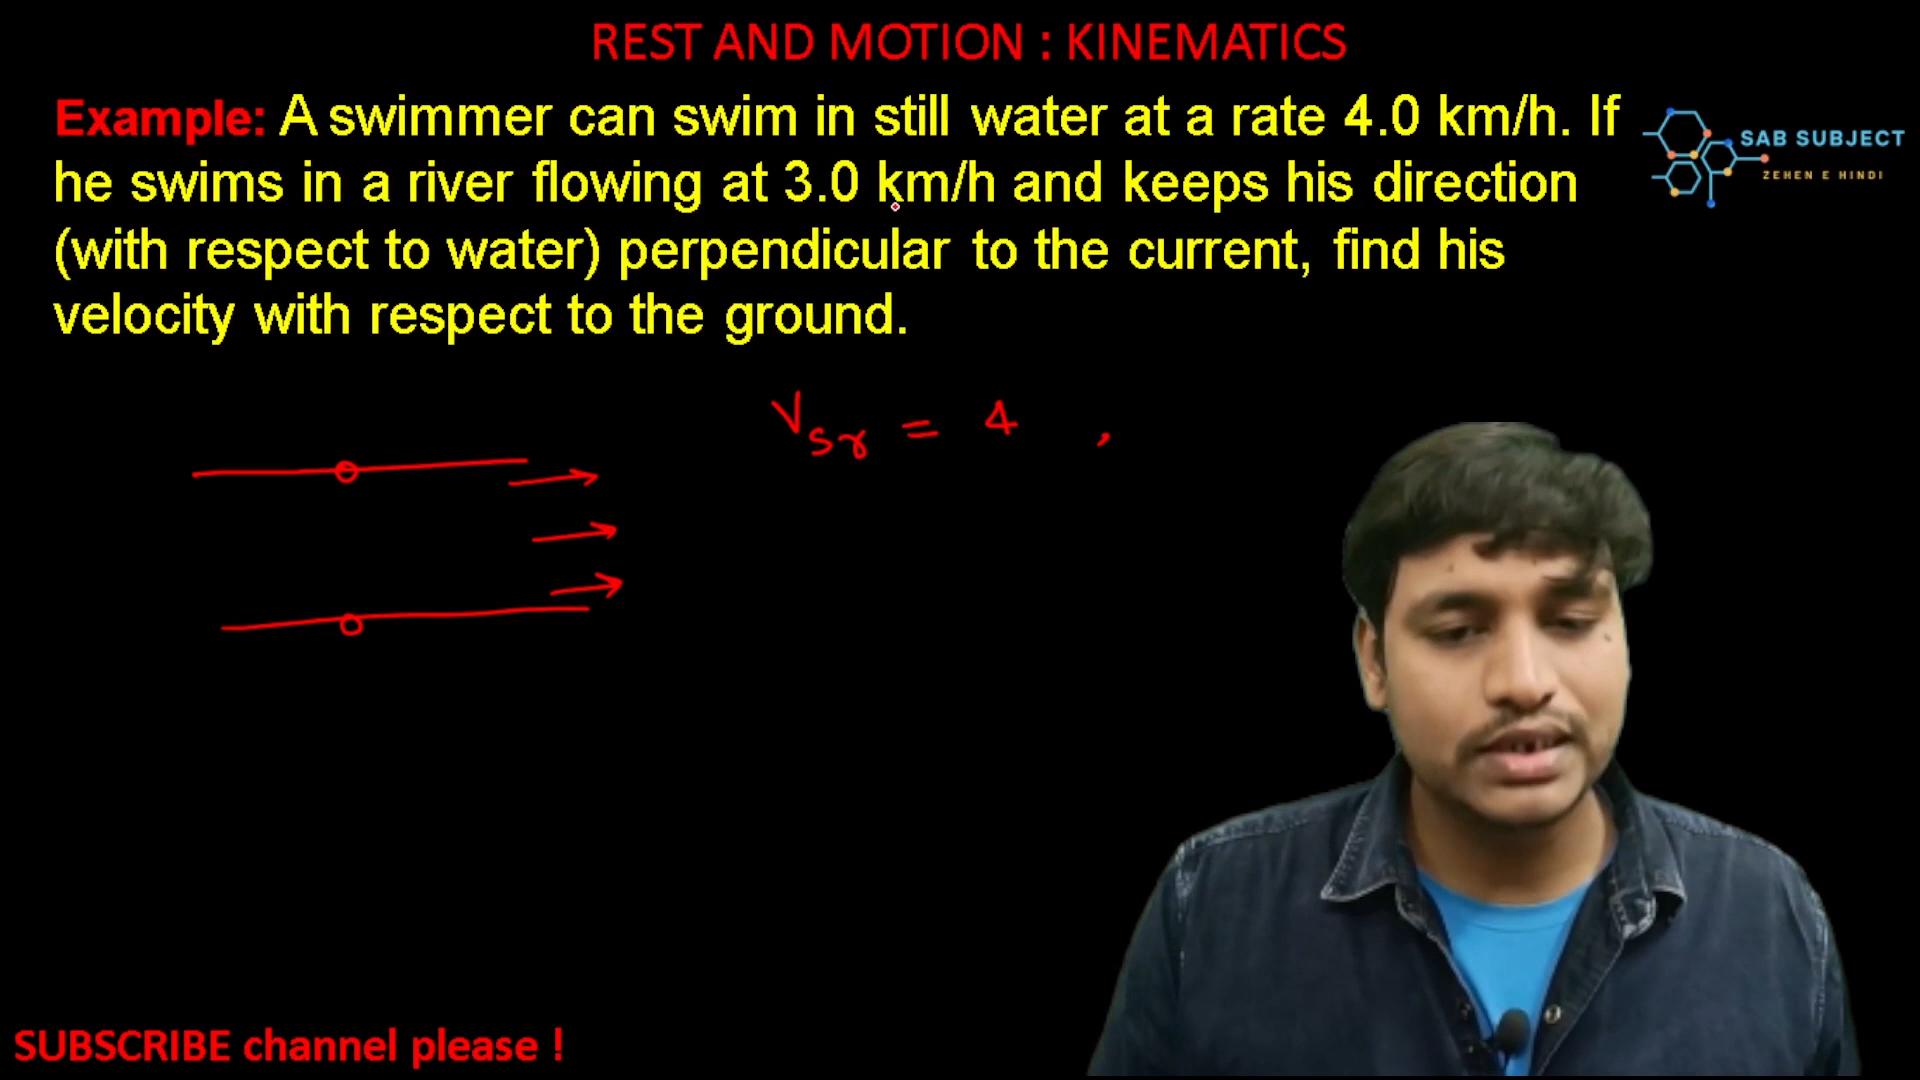 REST AND MOTION : KINEMATICS
Example: A swimmer can swim in still water at a rate 4.0 km/h. If
he swims in a river flowing at 3.0 km/h and keeps his direction
(with respect to water) perpendicular to the current, find his
velocity with respect to the ground.
SAB SUBJECT
ZEHEN E HINDI
Vsr = 4 ,
SUBSCRIBE channel please !